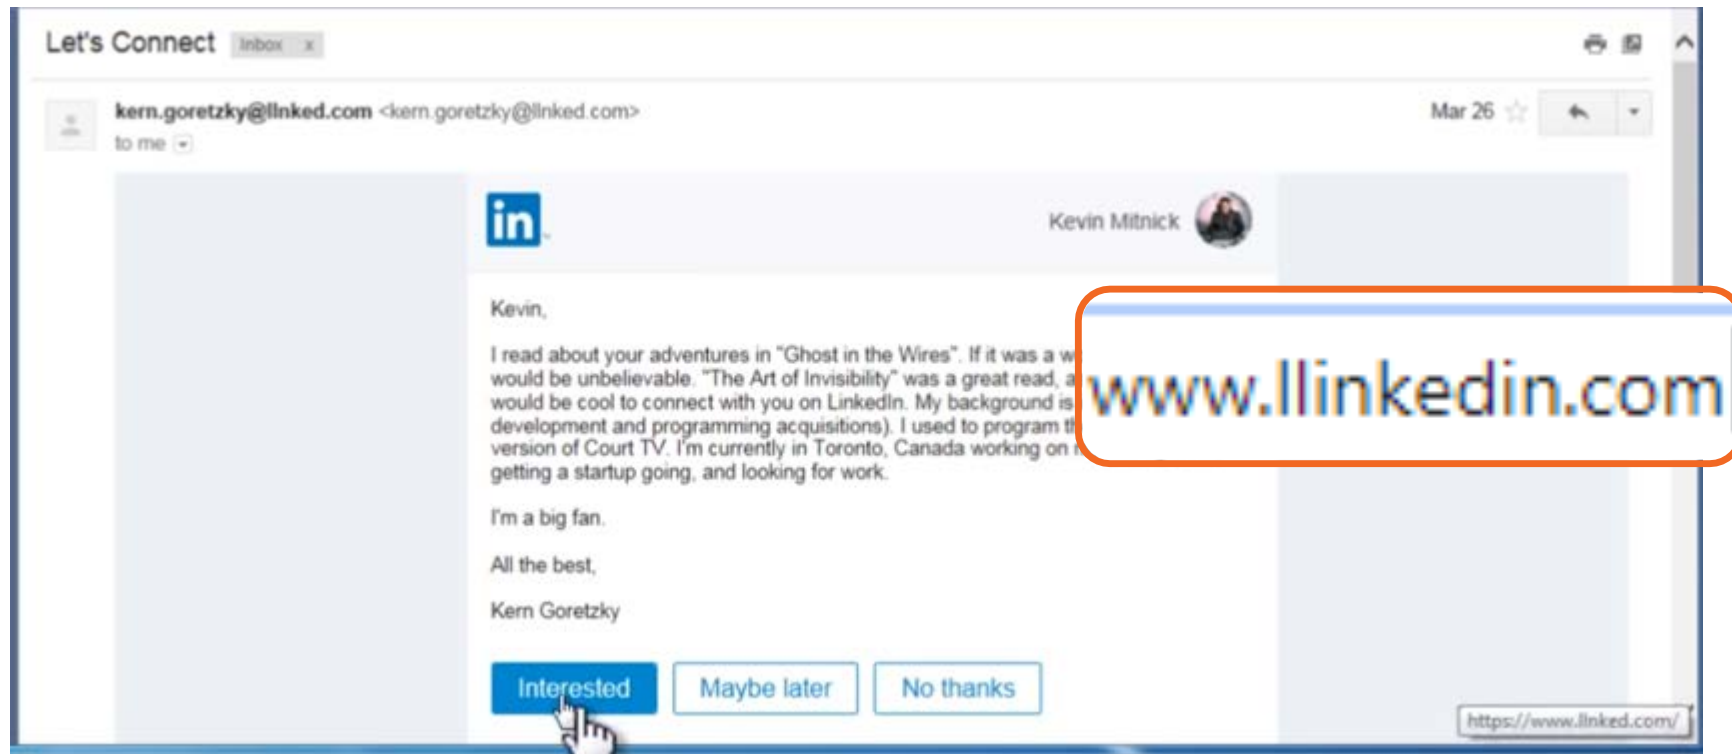 Let's Connect Inbox x
kern.goretzky@llnked.com <kern.goretzky@llnked.com>
Mar 26
to me
in
Kevin Mitnick
Kevin,
I read about your adventures in "Ghost in the Wires". If it was a w
would be unbelievable. "The Art of Invisibility" was a great read, a
would be cool to connect with you on LinkedIn. My background is
development and programming acquisitions). I used to program th
version of Court TV. I'm currently in Toronto, Canada working on
getting a startup going, and looking for work.
www.llinkedin.com
I'm a big fan.
All the best,
Kern Goretzky
Interested
Maybe later
No thanks
https://www.llnked.com/